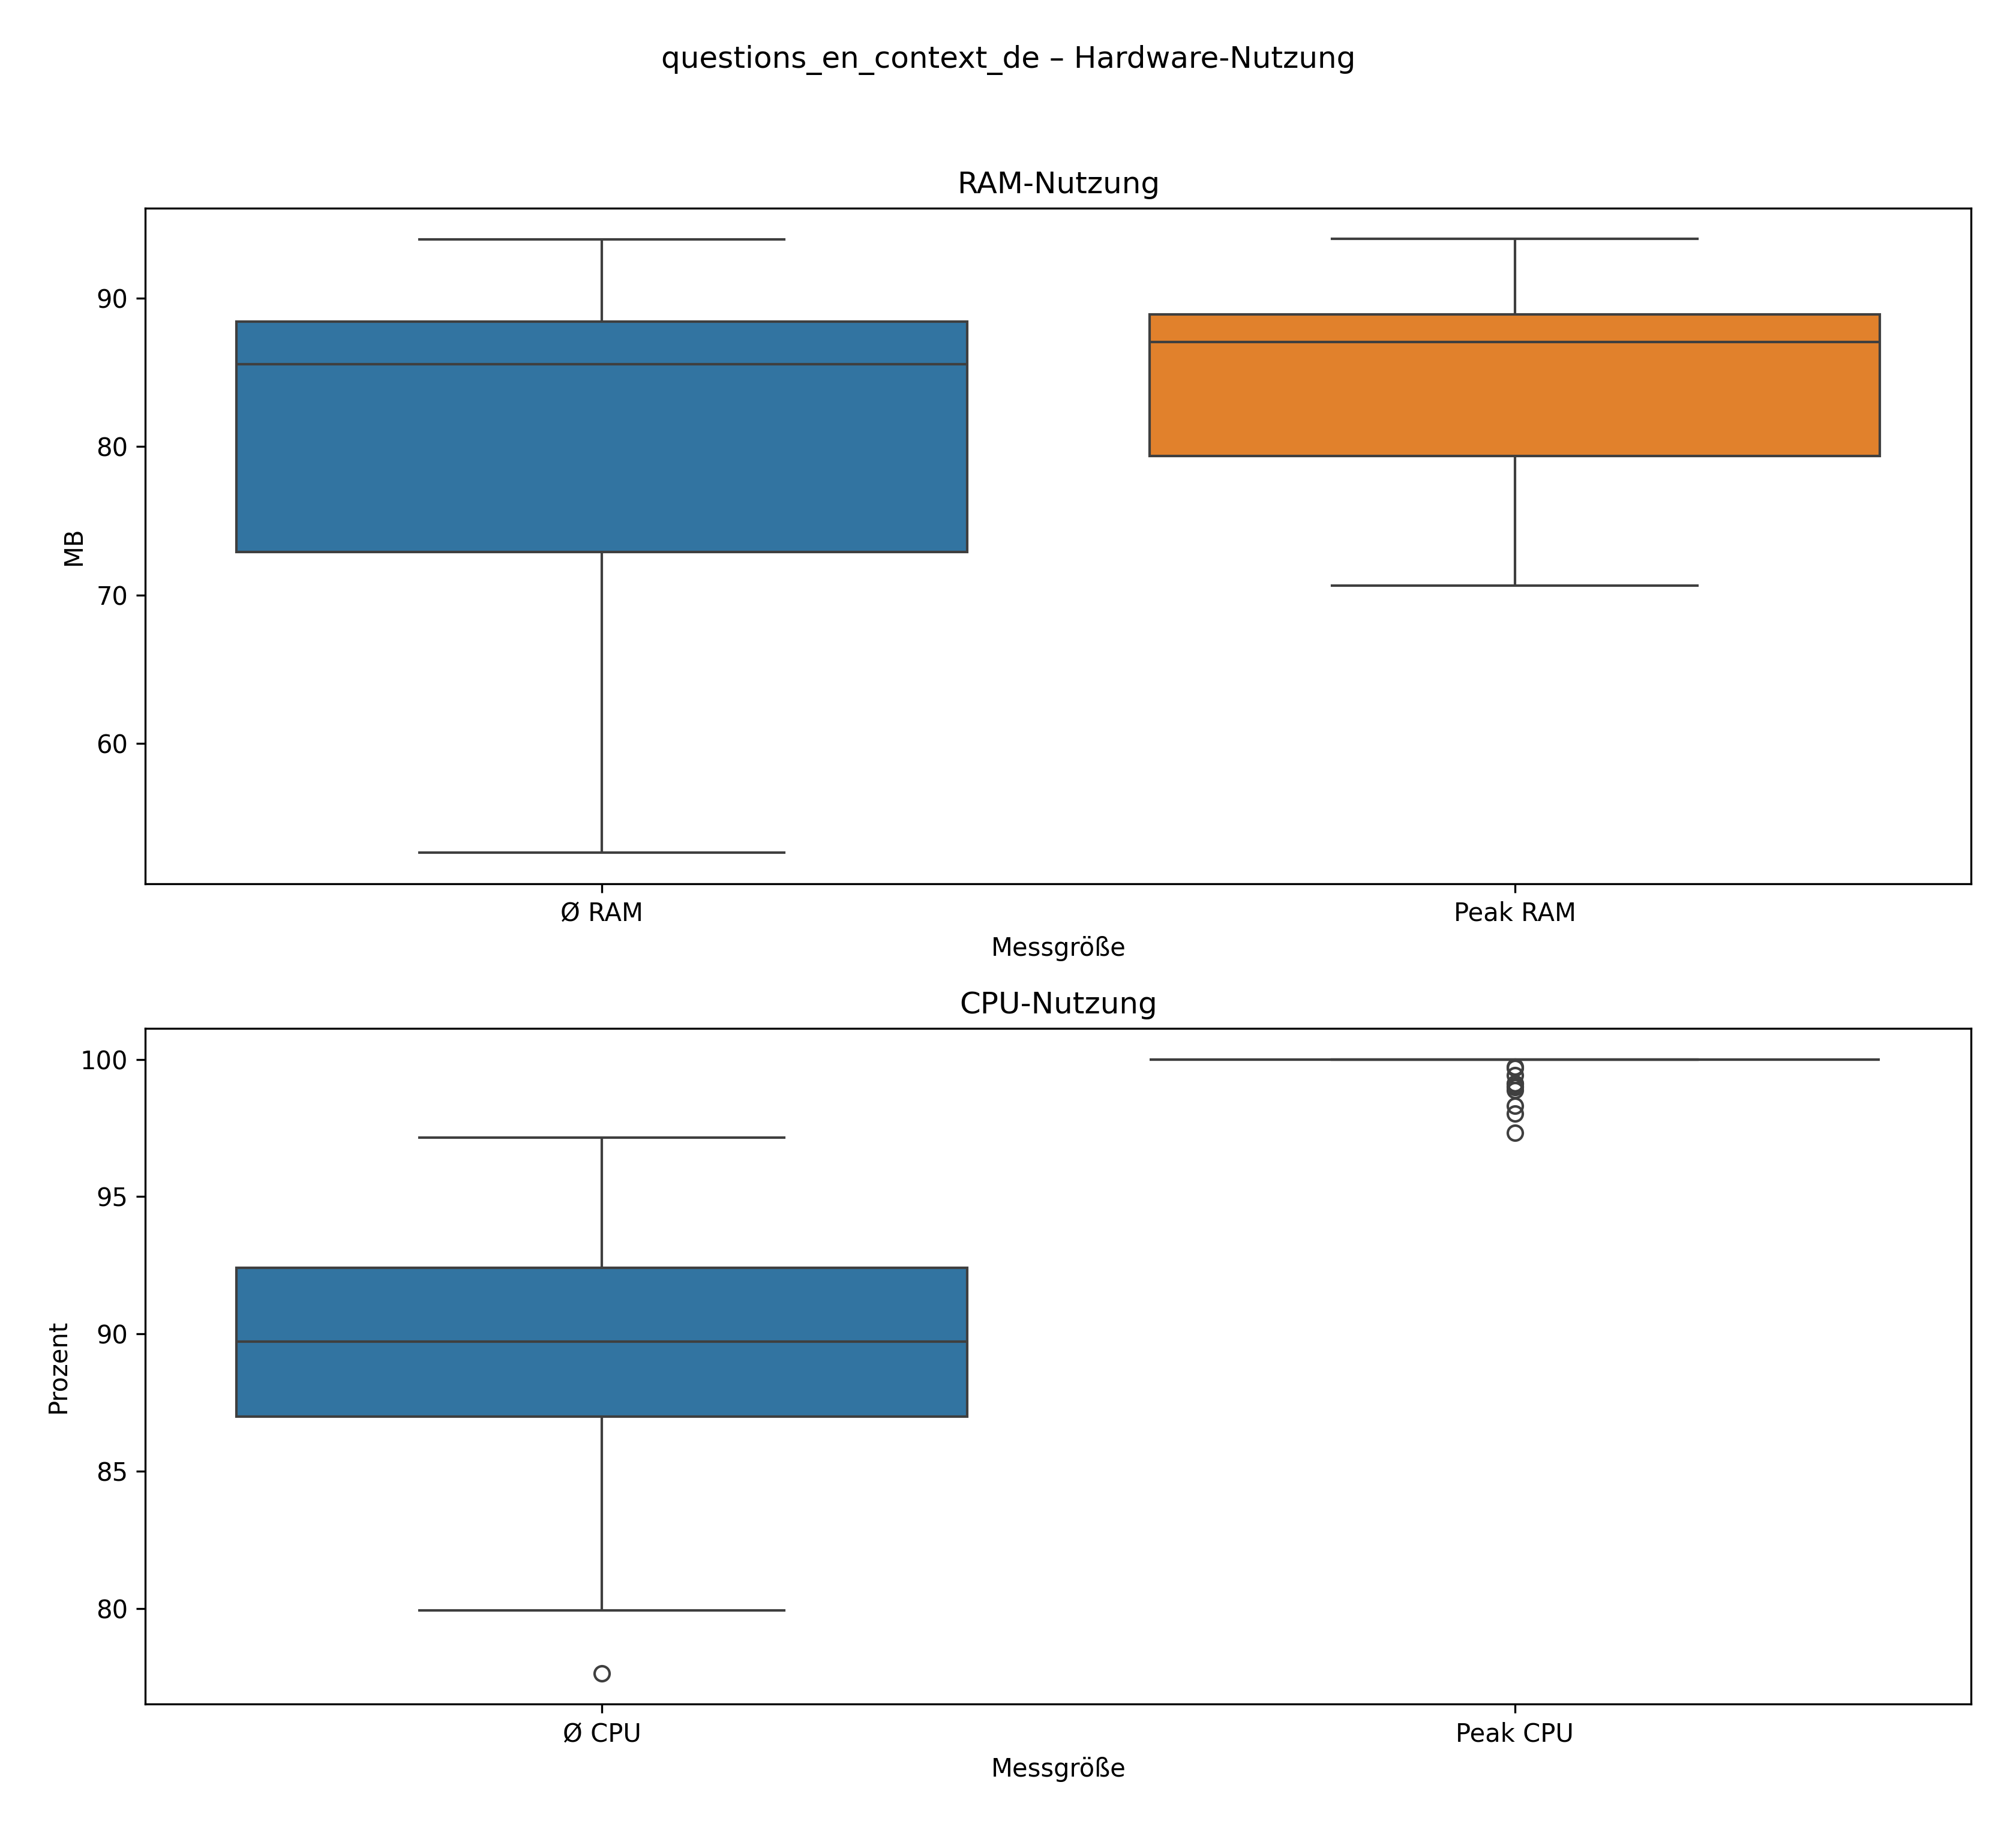 questions_en_context_de – Hardware-Nutzung
RAM-Nutzung
90
80
70
60
MB
Ø RAM
Peak RAM
Messgröße
CPU-Nutzung
100
95
90
85
80
Prozent
Ø CPU
Peak CPU
Messgröße